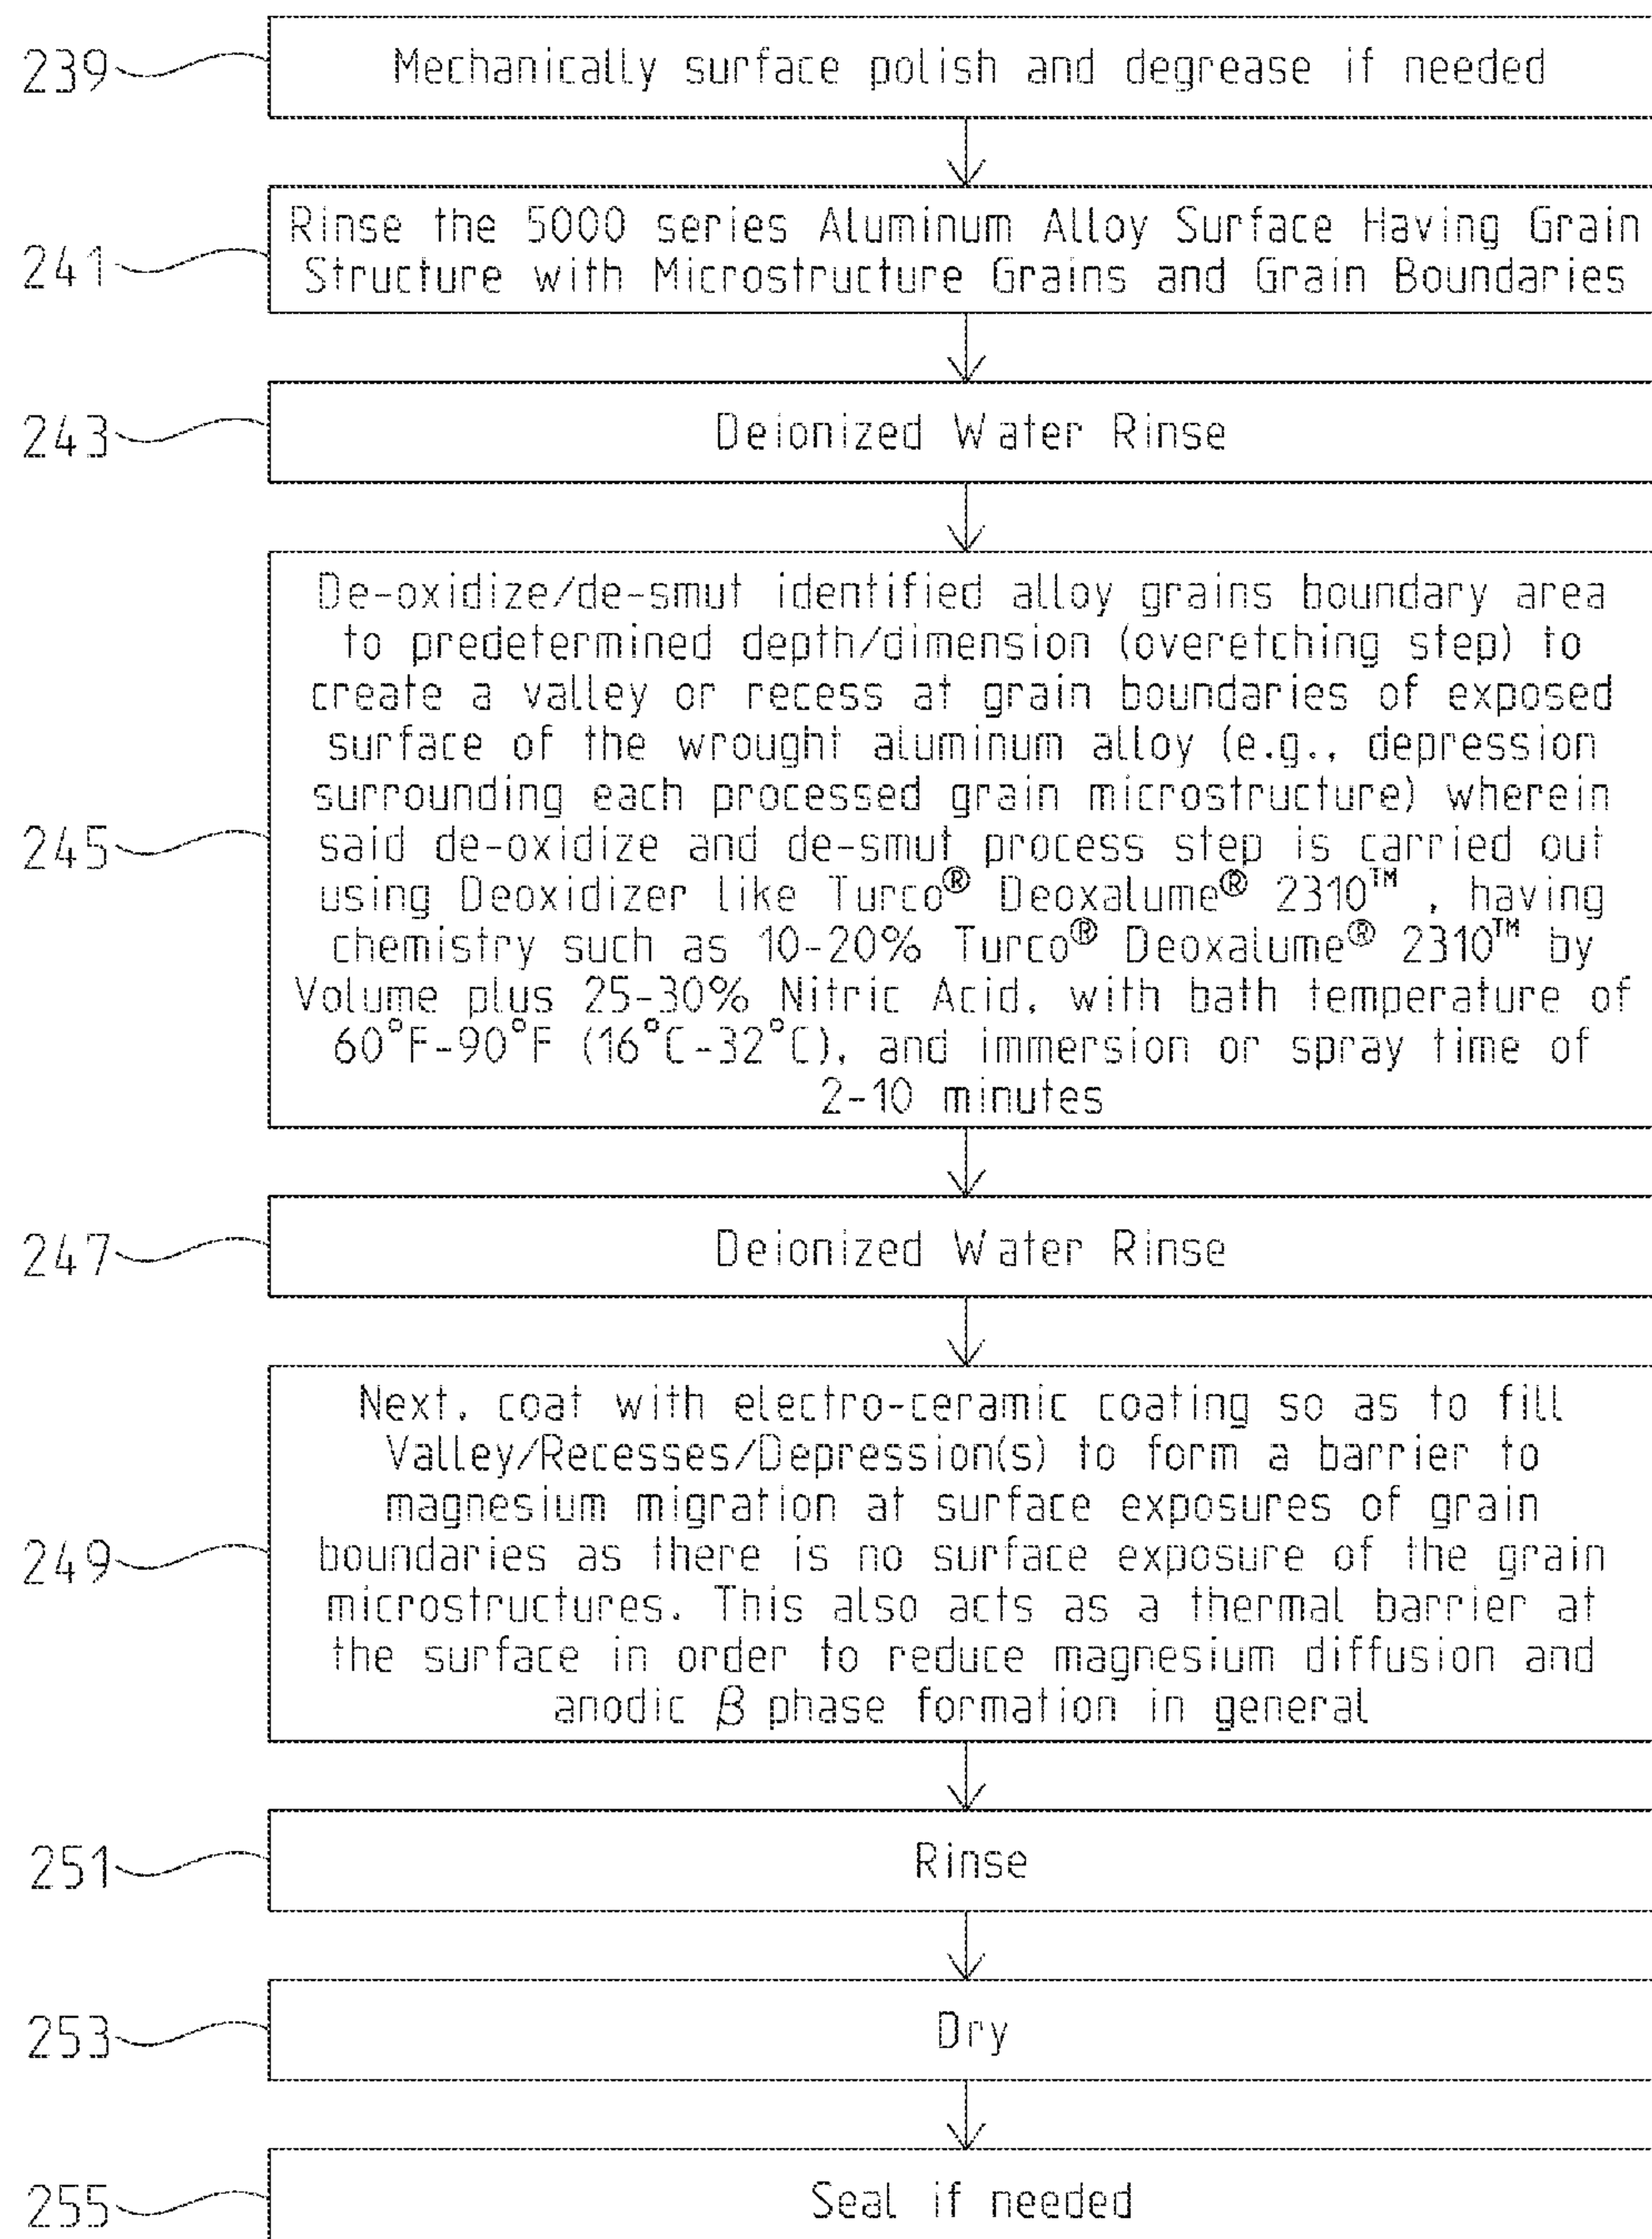 239
Mechanically surface polish and degrease if needed
241
Rinse the 5000 series Aluminum Alloy Surface Having Grain
Structure with Microstructure Grains and Grain Boundaries
243
Deionized Water Rinse
245
De-oxidize/de-smut identified alloy grains boundary area
to predetermined depth/dimension (overetching step) to
create a valley or recess at grain boundaries of exposed
surface of the wrought aluminum alloy (e.g., depression
surrounding each processed grain microstructure) wherein
said de-oxidize and de-smut process step is carried out
using Deoxidizer like Turco® Deoxalume® 2310™ , having
chemistry such as 10-20% Turco® Deoxalume® 2310™ by
Volume plus 25-30% Nitric Acid, with bath temperature of
60°F-90°F (16°C-32°C), and immersion or spray time of
2-10 minutes
247
Deionized Water Rinse
249
Next, coat with electro-ceramic coating so as to fill
Valley/Recesses/Depression(s) to form a barrier to
magnesium migration at surface exposures of grain
boundaries as there is no surface exposure of the grain
microstructures. This also acts as a thermal barrier at
the surface in order to reduce magnesium diffusion and
anodic β phase formation in general
251
Rinse
253
Dry
255
Seal if needed